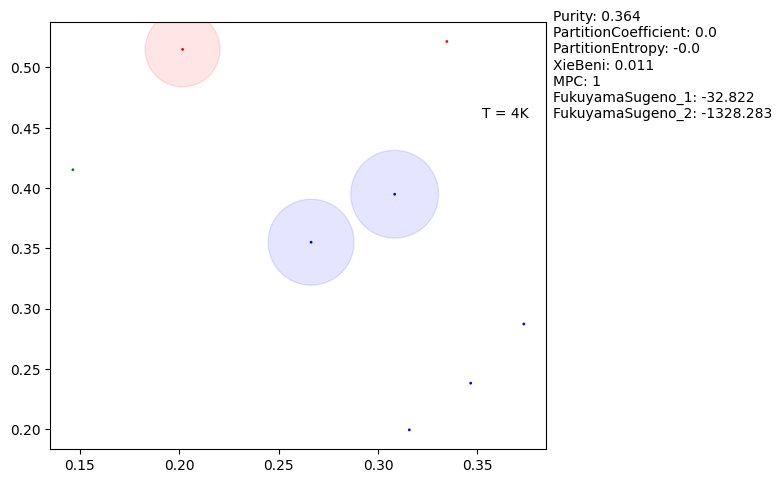 Purity: 0.364
PartitionCoefficient: 0.0
PartitionEntropy: -0.0
XieBeni: 0.011
MPC: 1
FukuyamaSugeno_1: -32.822
FukuyamaSugeno_2: -1328.283
T = 4K
0.50
0.45
0.40
0.35
0.30
0.25
0.20
0.15 0.20 0.25 0.30 0.35